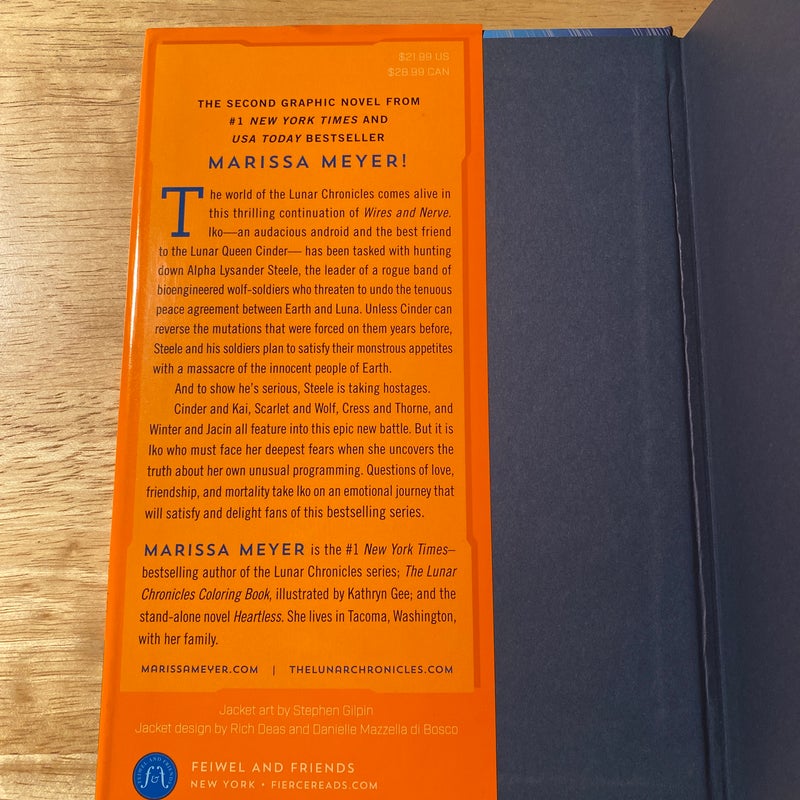 $21.99 US
$28.99 CAN
THE SECOND GRAPHIC NOVEL FROM
#1 NEW YORK TIMES AND
USA TODAY BESTSELLER
MARISSA MEYER!
The world of the Lunar Chronicles comes alive in
this thrilling continuation of Wires and Nerve.
Iko—an audacious android and the best friend
to the Lunar Queen Cinder— has been tasked with hunting
down Alpha Lysander Steele, the leader of a rogue band of
bioengineered wolf-soldiers who threaten to undo the tenuous
peace agreement between Earth and Luna. Unless Cinder can
reverse the mutations that were forced on them years before,
Steele and his soldiers plan to satisfy their monstrous appetites
with a massacre of the innocent people of Earth.
And to show he's serious, Steele is taking hostages.
Cinder and Kai, Scarlet and Wolf, Cress and Thorne, and
Winter and Jacin all feature into this epic new battle. But it is
Iko who must face her deepest fears when she uncovers the
truth about her own unusual programming. Questions of love,
friendship, and mortality take Iko on an emotional journey that
will satisfy and delight fans of this bestselling series.
MARISSA MEYER is the #1 New York Times–
bestselling author of the Lunar Chronicles series; The Lunar
Chronicles Coloring Book, illustrated by Kathryn Gee; and the
stand-alone novel Heartless. She lives in Tacoma, Washington,
with her family.
MARISSAMEYER.COM | THELUNARCHRONICLES.COM
Jacket art by Stephen Gilpin
Jacket design by Rich Deas and Danielle Mazzella di Bosco
FEIWEL AND FRIENDS
f&f
FEIWEL AND FRIENDS
NEW YORK • FIERCEREADS.COM